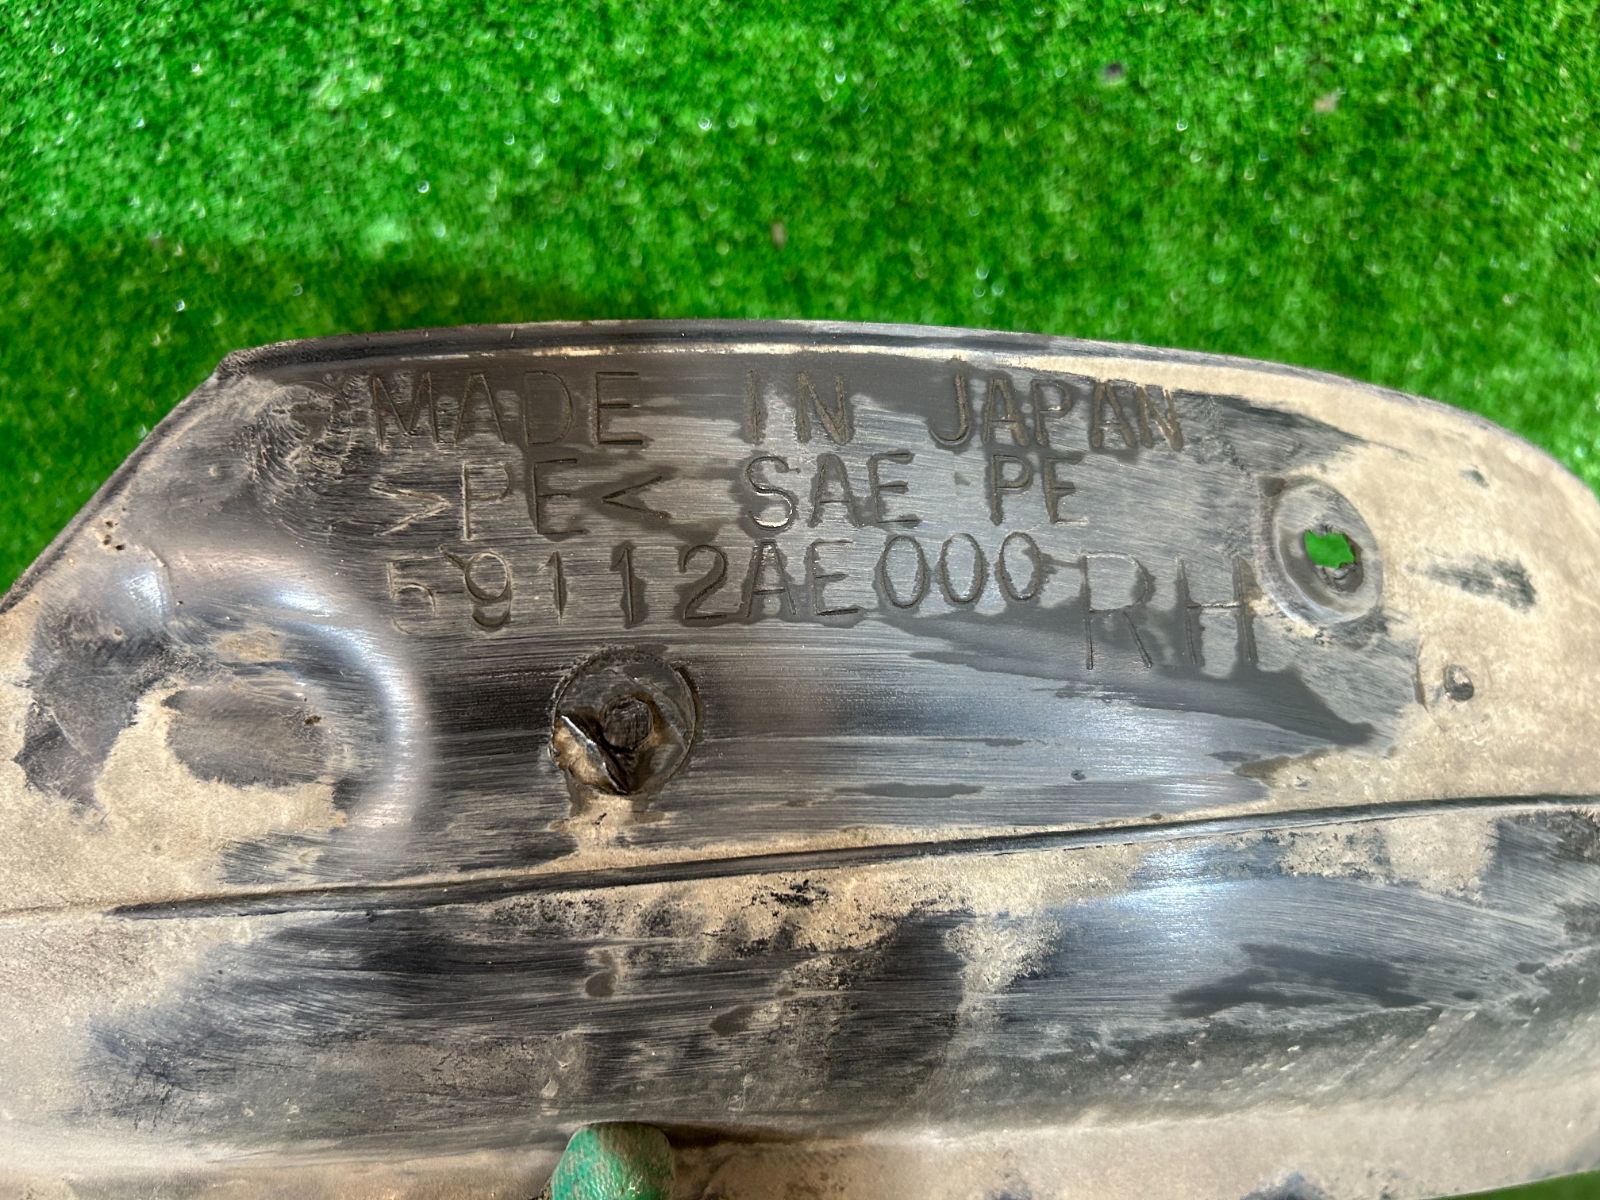 MADE IN JAPAN
>PE< SAE PE
59112AE000 RH